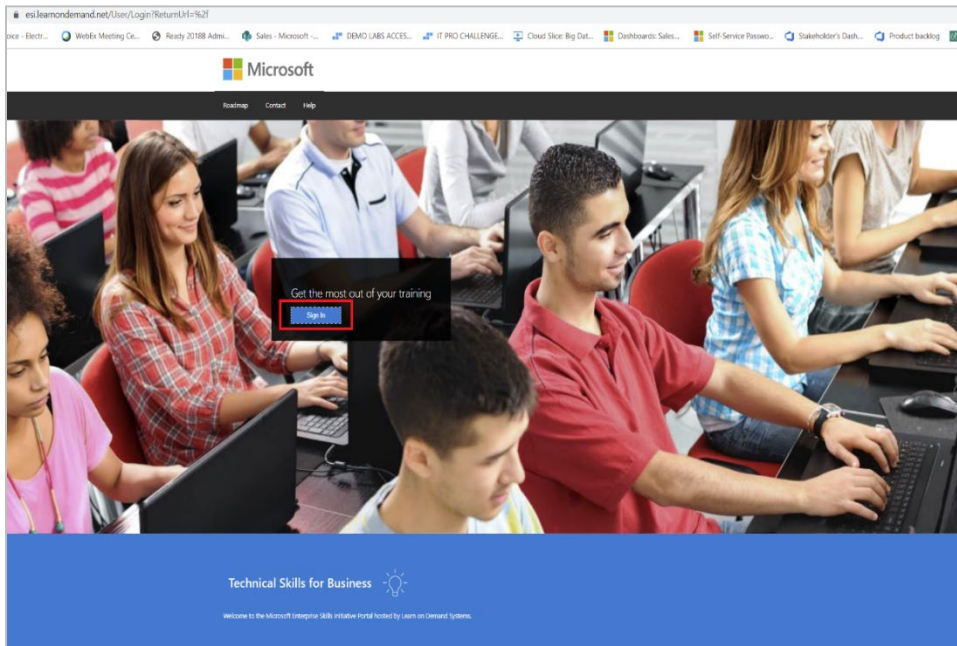 esi.learnondemand.net/User/Login?ReturnUrl=%2f
oice - Electr... WebEx Meeting Ce... Ready 2018B Admi... Sales - Microsoft -... DEMO LABS ACCES... IT PRO CHALLENGE... Cloud Slice: Big Dat... Dashboards: Sales... Self-Service Passwo... Stakeholder's Dash... Product backlog
Microsoft
Roadmap Contact Help
Get the most out of your training
Sign In
Technical Skills for Business
Welcome to the Microsoft Enterprise Skills Initiative Portal hosted by Learn on Demand Systems.